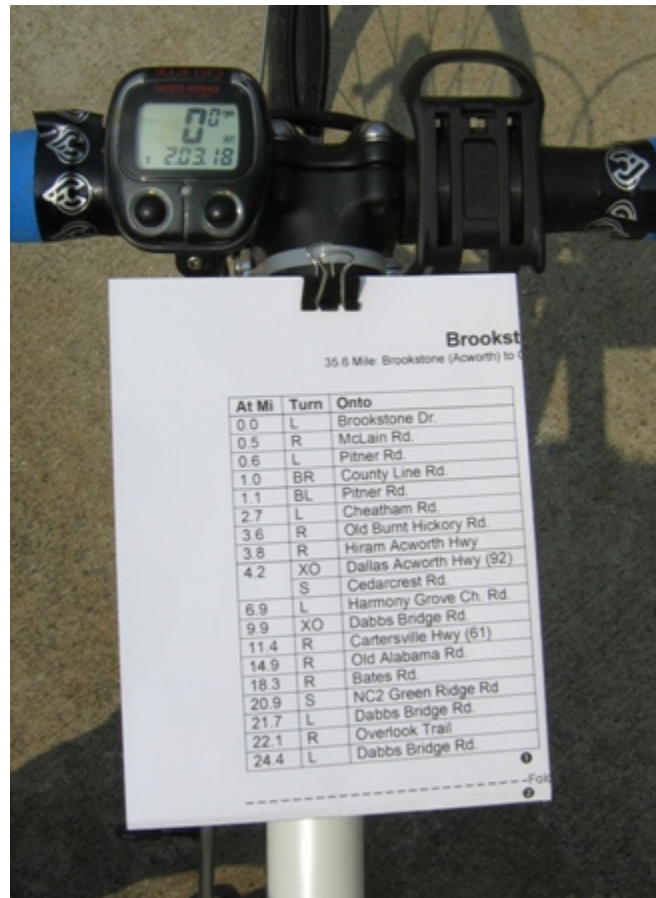 2:03.18
Brookst
35.6 Mile: Brookstone (Acworth) to
At Mi Turn Onto
0.0 L Brookstone Dr.
0.5 R McLain Rd.
0.6 L Pitner Rd.
1.0 BR County Line Rd.
1.1 BL Pitner Rd.
2.7 L Cheatham Rd.
3.6 R Old Burnt Hickory Rd.
3.8 R Hiram Acworth Hwy
4.2 XO Dallas Acworth Hwy (92)
S Cedarcrest Rd.
6.9 L Harmony Grove Ch. Rd.
9.9 XO Dabbs Bridge Rd.
11.4 R Cartersville Hwy (61)
14.9 R Old Alabama Rd.
18.3 R Bates Rd.
20.9 S NC2 Green Ridge Rd
21.7 L Dabbs Bridge Rd.
22.1 R Overlook Trail
24.4 L Dabbs Bridge Rd.
❶
Fold
❷